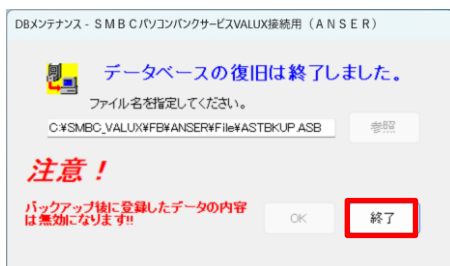 DBメンテナンス - ＳＭＢＣパソコンバンクサービスVALUX接続用（ＡＮＳＥＲ）
データベースの復旧は終了しました。
ファイル名を指定してください。
C:¥SMBC_VALUX¥FB¥ANSER¥File¥ASTBKUP.ASB
参照
注意！
バックアップ後に登録したデータの内容
は無効になります!!
OK
終了